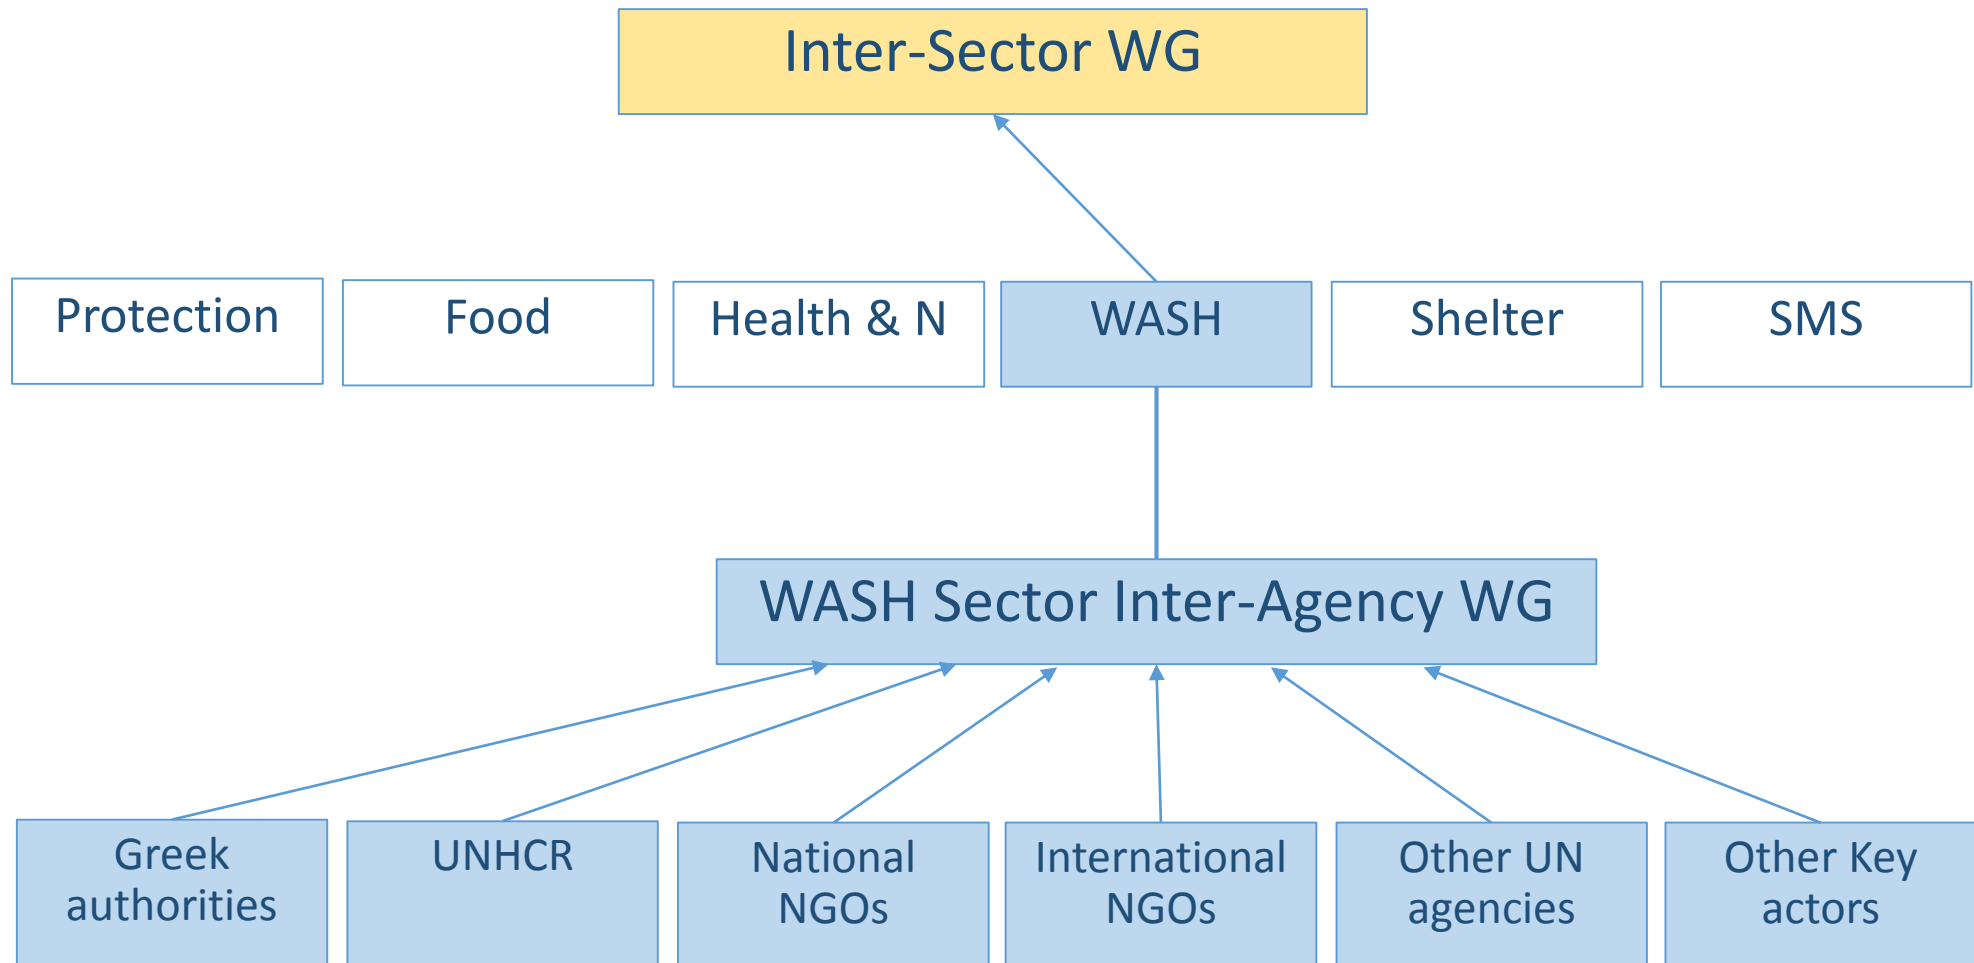 Inter-Sector WG
Protection
Food
Health & N
WASH
Shelter
SMS
WASH Sector Inter-Agency WG
Greek
authorities
UNHCR
National
NGOs
International
NGOs
Other UN
agencies
Other Key
actors